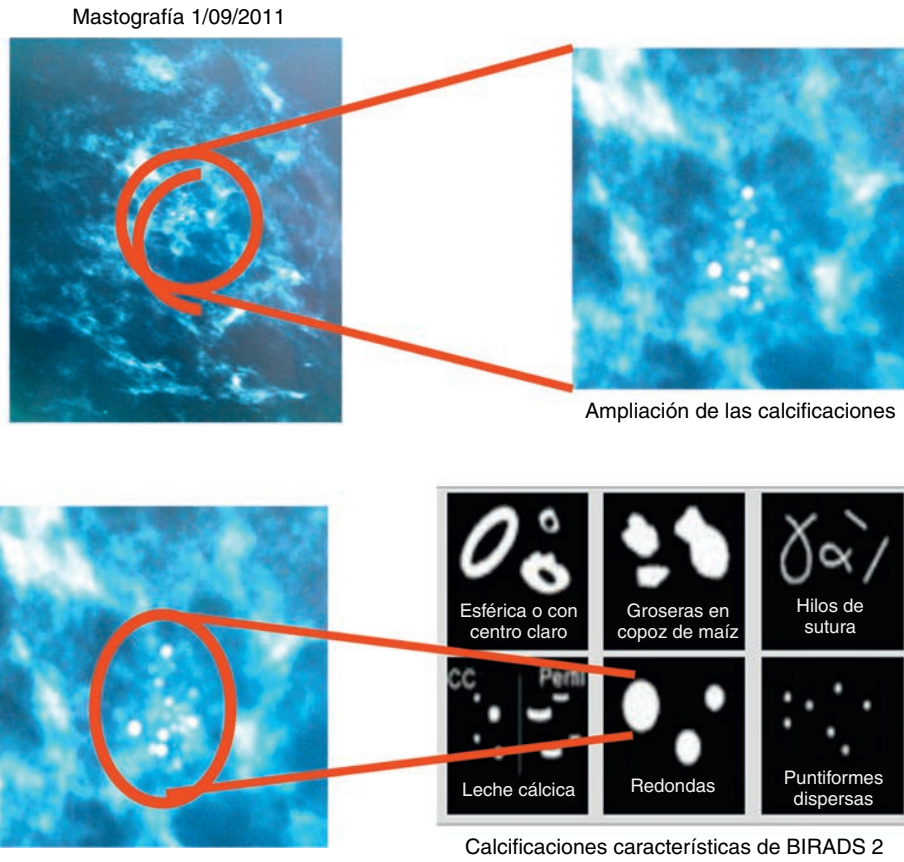 Mastografía 1/09/2011
Ampliación de las calcificaciones
Esférica o con
centro claro
Groseras en
copoz de maíz
Hilos de
sutura
CC
Perfil
Leche cálcica
Redondas
Puntiformes
dispersas
Calcificaciones características de BIRADS 2